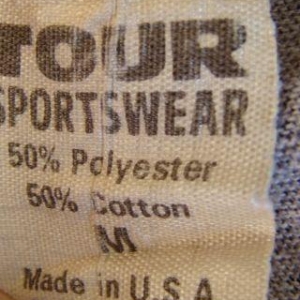 TOUR
SPORTSWEAR
50% Polyester
50% Cotton
M
Made in U.S.A